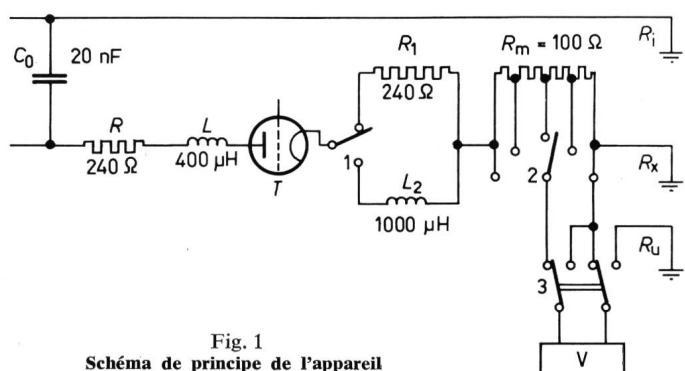 C₀ 20 nF
R
240 Ω
L
400 µH
T
1
R₁
240 Ω
L₂
1000 µH
Rₘ = 100 Ω
2
3
Rᵢ
Rₓ
Rᵤ
V
Fig. 1
Schéma de principe de l'appareil